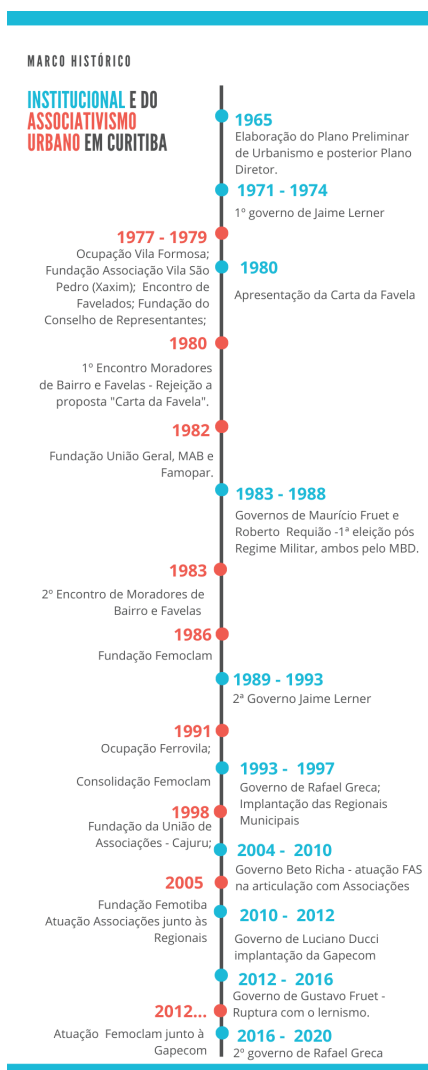 MARCO HISTÓRICO
INSTITUCIONAL E DO
ASSOCIATIVISMO
URBANO EM CURITIBA
1965
Elaboração do Plano Preliminar
de Urbanismo e posterior Plano
Diretor.
1971 - 1974
1º governo de Jaime Lerner
1977 - 1979
Ocupação Vila Formosa;
Fundação Associação Vila São
Pedro (Xaxim); Encontro de
Favelados; Fundação do
Conselho de Representantes;
1980
Apresentação da Carta da Favela
1980
1º Encontro Moradores
de Bairro e Favelas - Rejeição a
proposta "Carta da Favela".
1982
Fundação União Geral, MAB e
Famopar.
1983 - 1988
Governos de Maurício Fruet e
Roberto Requião -1ª eleição pós
Regime Militar, ambos pelo MBD.
1983
2º Encontro de Moradores de
Bairro e Favelas
1986
Fundação Femoclam
1989 - 1993
2ª Governo Jaime Lerner
1991
Ocupação Ferrovila;
Consolidação Femoclam
1993 - 1997
Governo de Rafael Greca;
Implantação das Regionais
Municipais
1998
Fundação da União de
Associações - Cajuru;
2004 - 2010
Governo Beto Richa - atuação FAS
na articulação com Associações
2005
Fundação Femotiba
Atuação Associações junto às
Regionais
2010 - 2012
Governo de Luciano Ducci
implantação da Gapecom
2012 - 2016
Governo de Gustavo Fruet -
Ruptura com o lernismo.
2012...
Atuação Femoclam junto à
Gapecom
2016 - 2020
2º governo de Rafael Greca